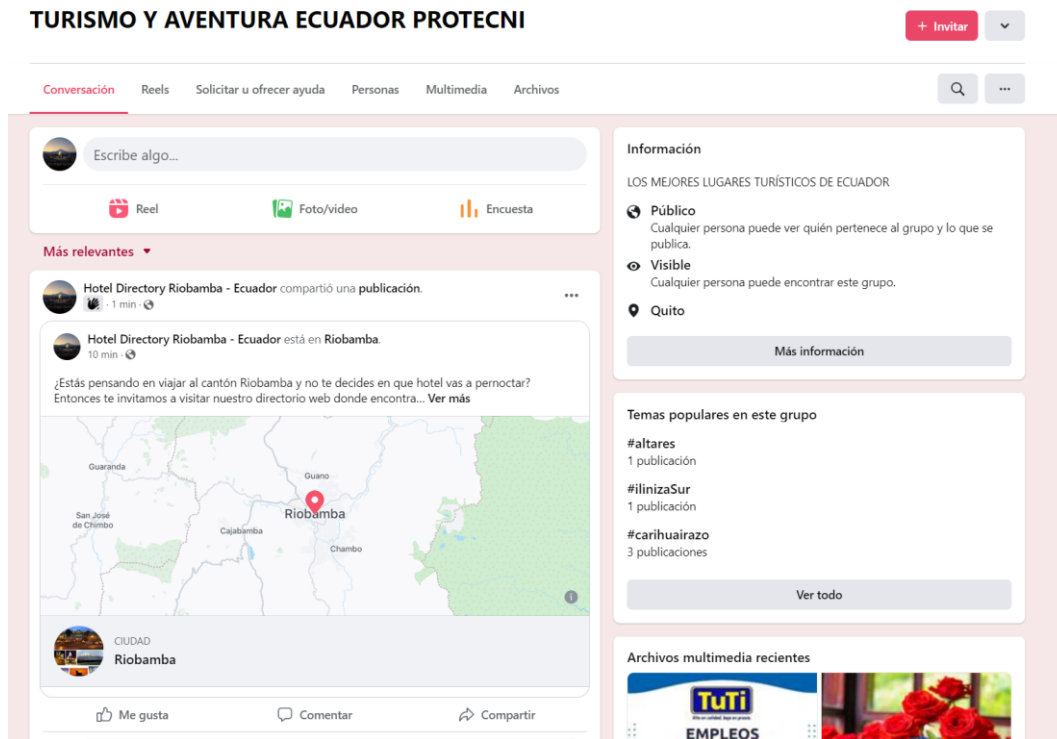 TURISMO Y AVENTURA ECUADOR PROTECNI
+ Invitar
Conversación Reels Solicitar u ofrecer ayuda Personas Multimedia Archivos
Escribe algo...
Reel Foto/video Encuesta
Más relevantes
Hotel Directory Riobamba - Ecuador compartió una publicación.
· 1 min ·
Hotel Directory Riobamba - Ecuador está en Riobamba.
10 min ·
¿Estás pensando en viajar al cantón Riobamba y no te decides en que hotel vas a pernoctar?
Entonces te invitamos a visitar nuestro directorio web donde encontra... Ver más
Guaranda
Guano
Riobamba
San José
de Chimbo
Cajabamba
Chambo
CIUDAD
Riobamba
Me gusta Comentar Compartir
Información
LOS MEJORES LUGARES TURÍSTICOS DE ECUADOR
Público
Cualquier persona puede ver quién pertenece al grupo y lo que se
publica.
Visible
Cualquier persona puede encontrar este grupo.
Quito
Más información
Temas populares en este grupo
#altares
1 publicación
#ilinizaSur
1 publicación
#carihuairazo
3 publicaciones
Ver todo
Archivos multimedia recientes
TuTi
Alta en calidad, baja en precio.
EMPLEOS